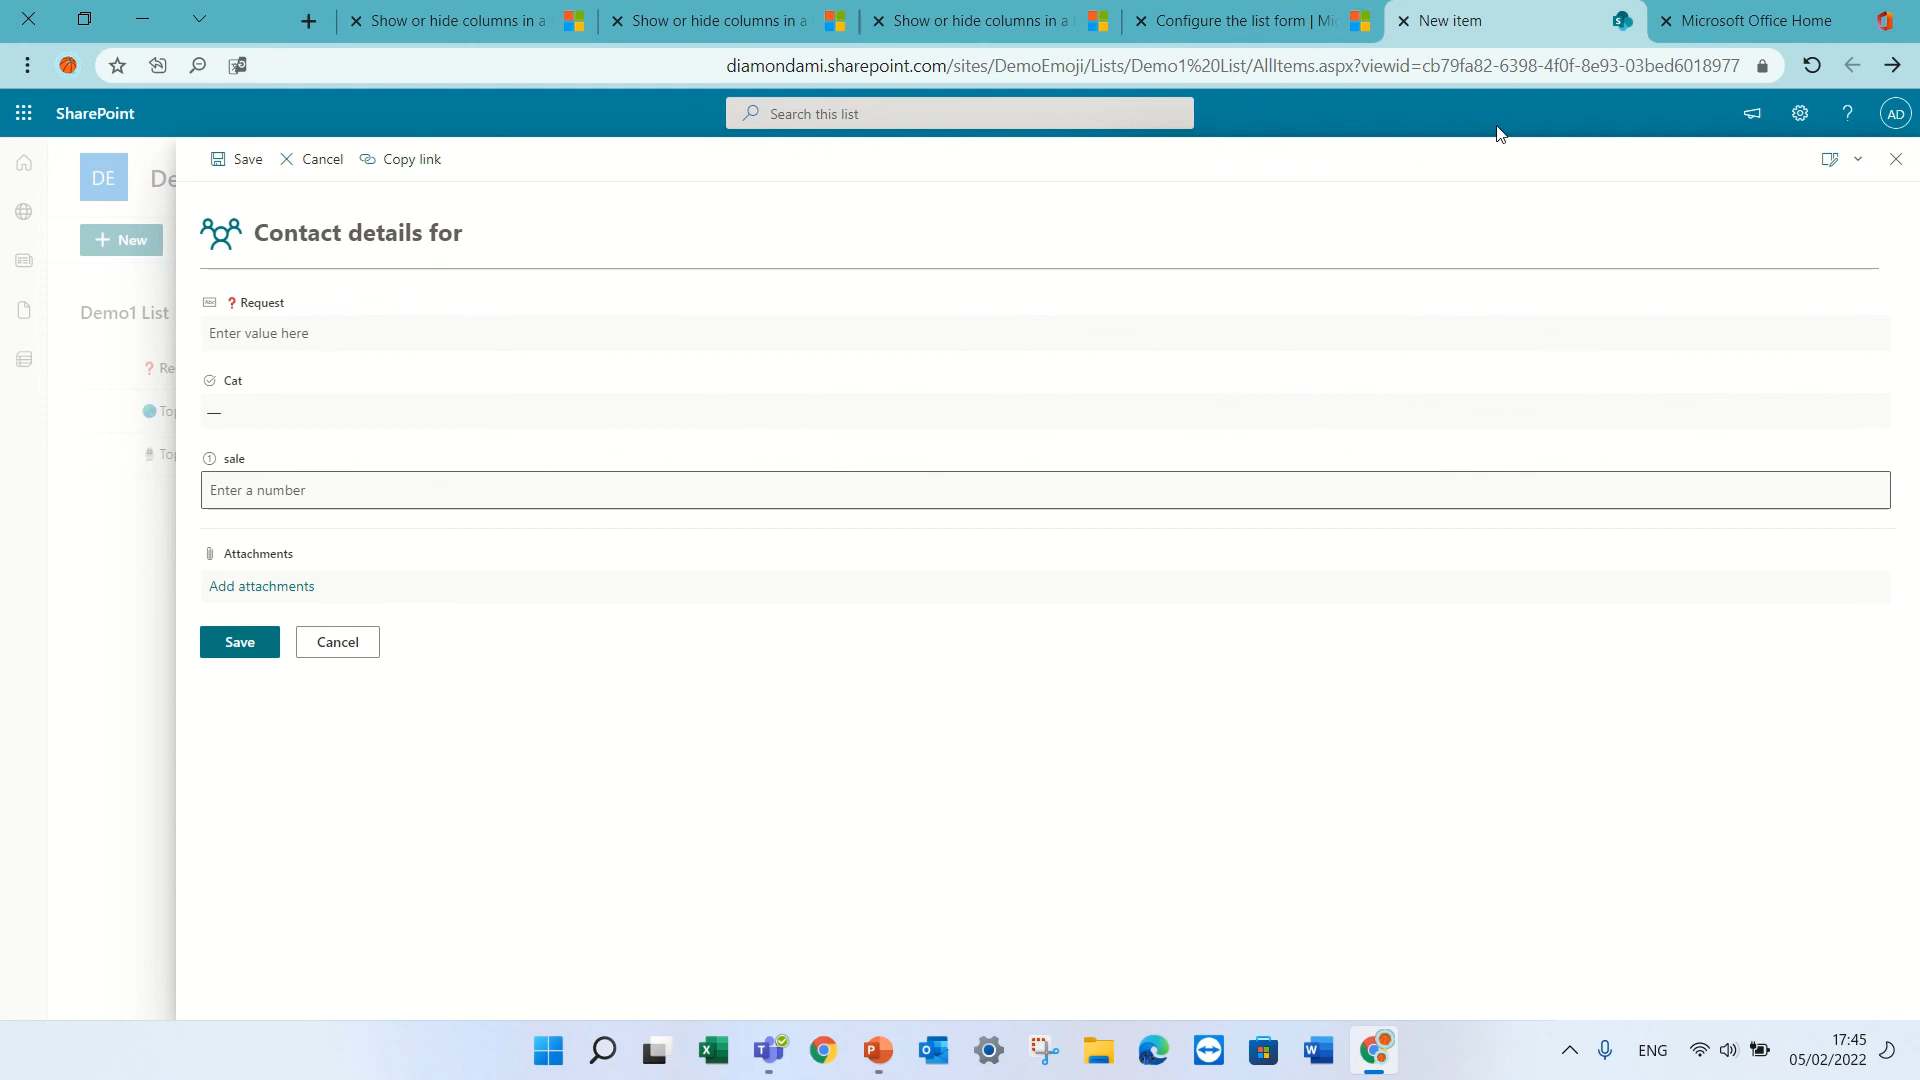 Show or hide columns in a
Show or hide columns in a
Show or hide columns in a
Configure the list form | Mi
New item
Microsoft Office Home
diamondami.sharepoint.com/sites/DemoEmoji/Lists/Demo1%20List/AllItems.aspx?viewid=cb79fa82-6398-4f0f-8e93-03bed6018977
SharePoint
Search this list
AD
Save
Cancel
Copy link
DE
De
New
Contact details for
Demo1 List
❓ Request
Enter value here
❓ Re
Cat
—
Top
Top
sale
Enter a number
Attachments
Add attachments
Save
Cancel
ENG
17:45
05/02/2022